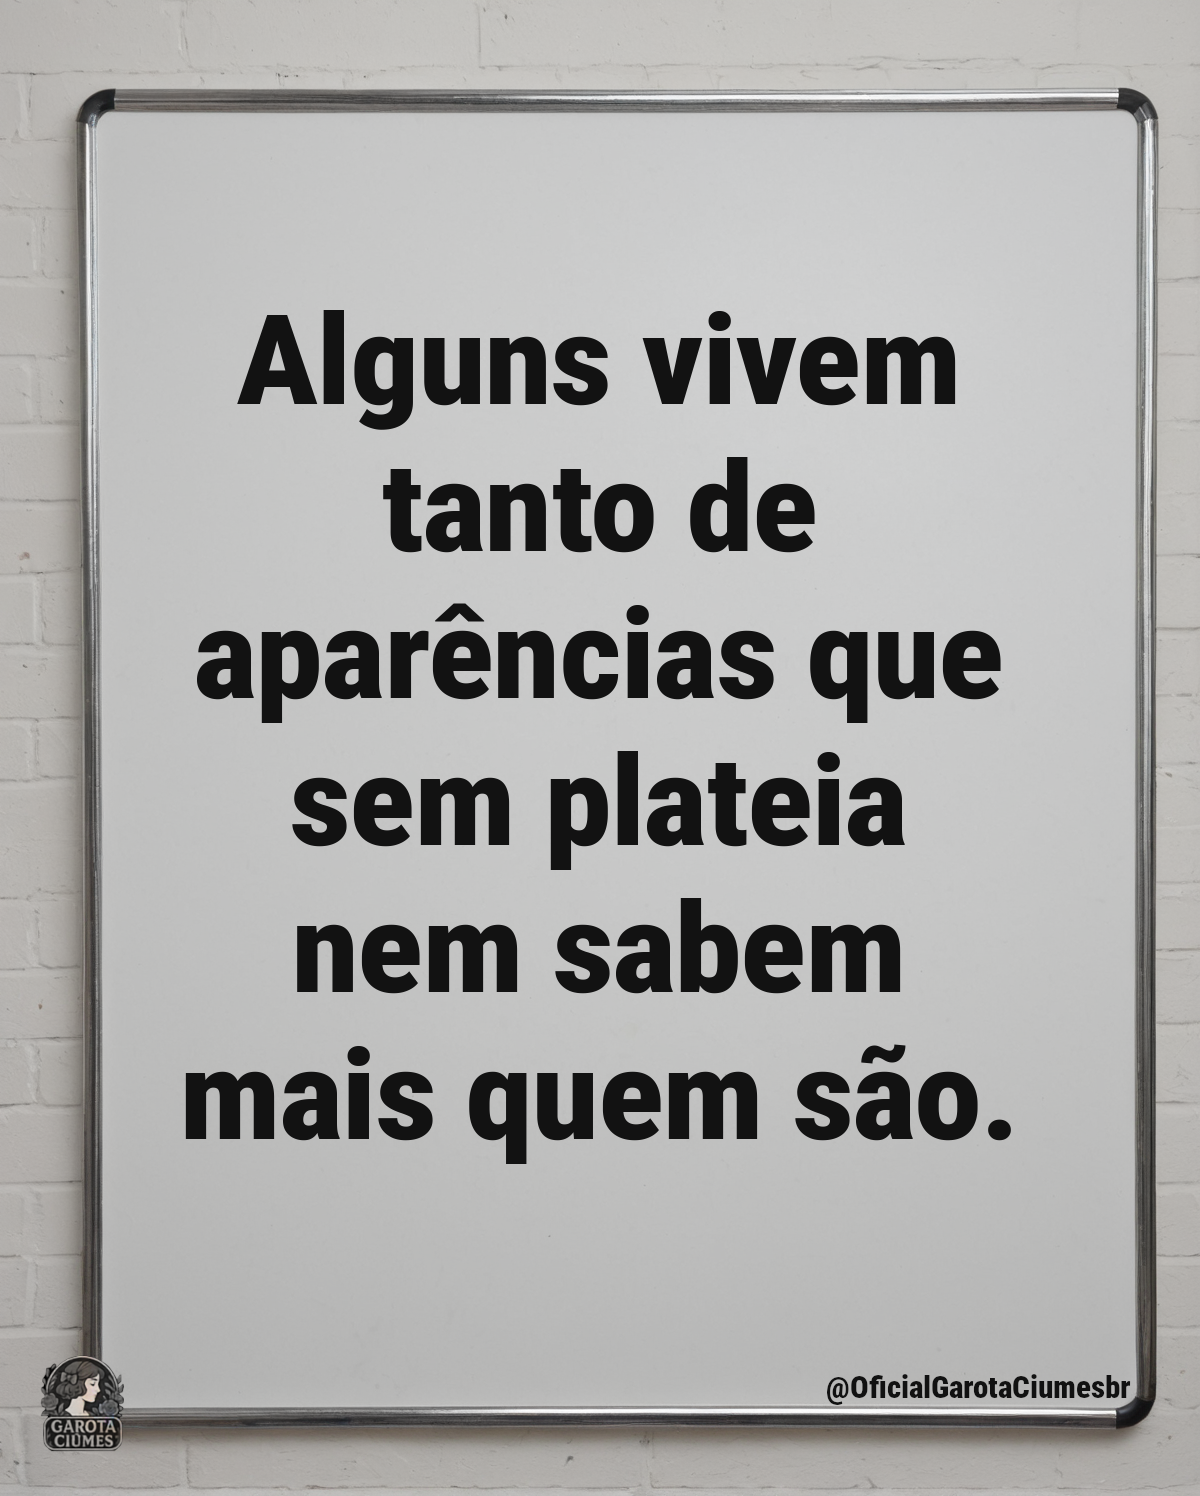 Alguns vivem
tanto de
aparências que
sem plateia
nem sabem
mais quem são.
@OficialGarotaCiumesbr
GAROTA
CIÚMES